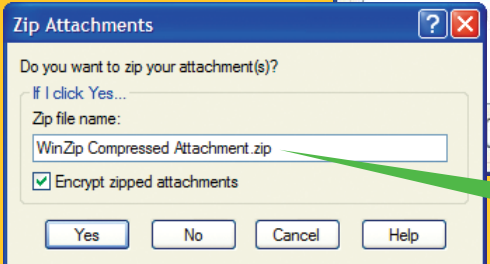 Zip Attachments
Do you want to zip your attachment(s)?
If I click Yes...
Zip file name:
WinZip Compressed Attachment.zip
Encrypt zipped attachments
Yes No Cancel Help